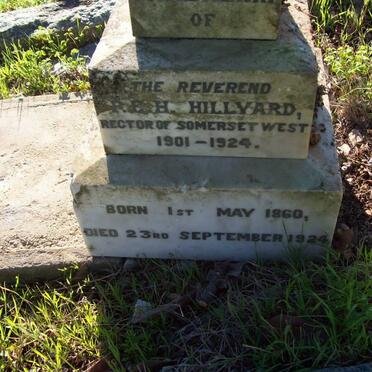 OF
THE REVEREND
HILLYARD,
RECTOR OF SOMERSET WEST
1901-1924.
BORN 1ST MAY 1860,
DIED 23RD SEPTEMBER 1924